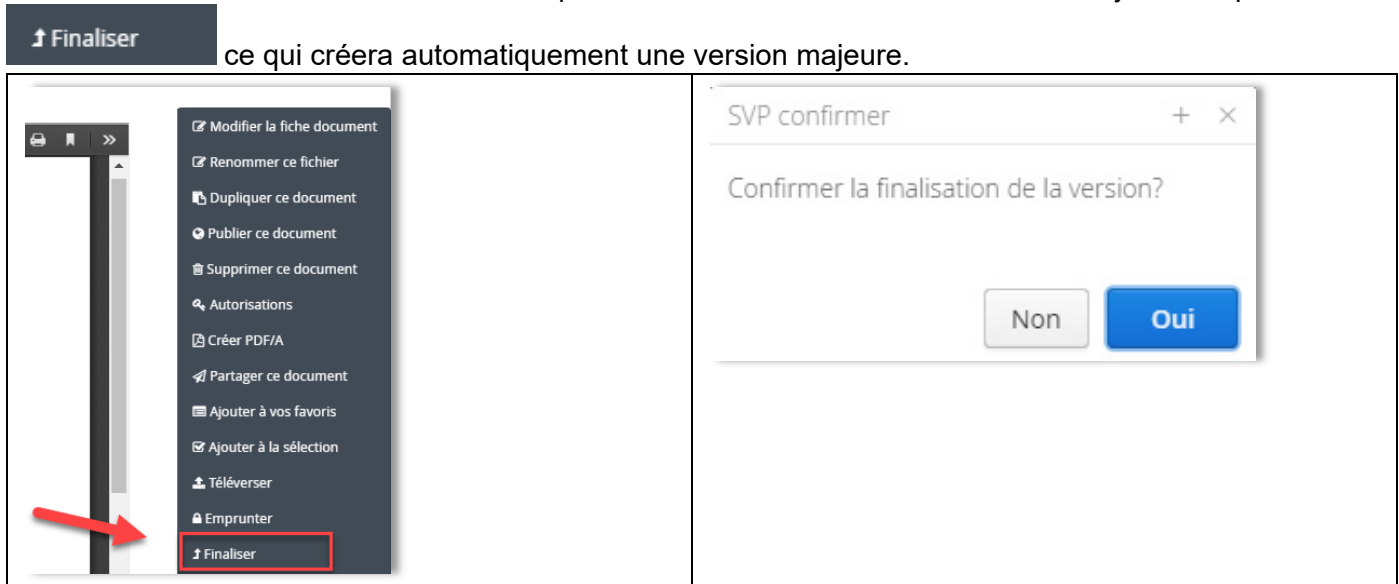 Finaliser
ce qui créera automatiquement une version majeure.
Modifier la fiche document
Renommer ce fichier
Dupliquer ce document
Publier ce document
Supprimer ce document
Autorisations
Créer PDF/A
Partager ce document
Ajouter à vos favoris
Ajouter à la sélection
Téléverser
Emprunter
Finaliser
SVP confirmer
Confirmer la finalisation de la version?
Non Oui